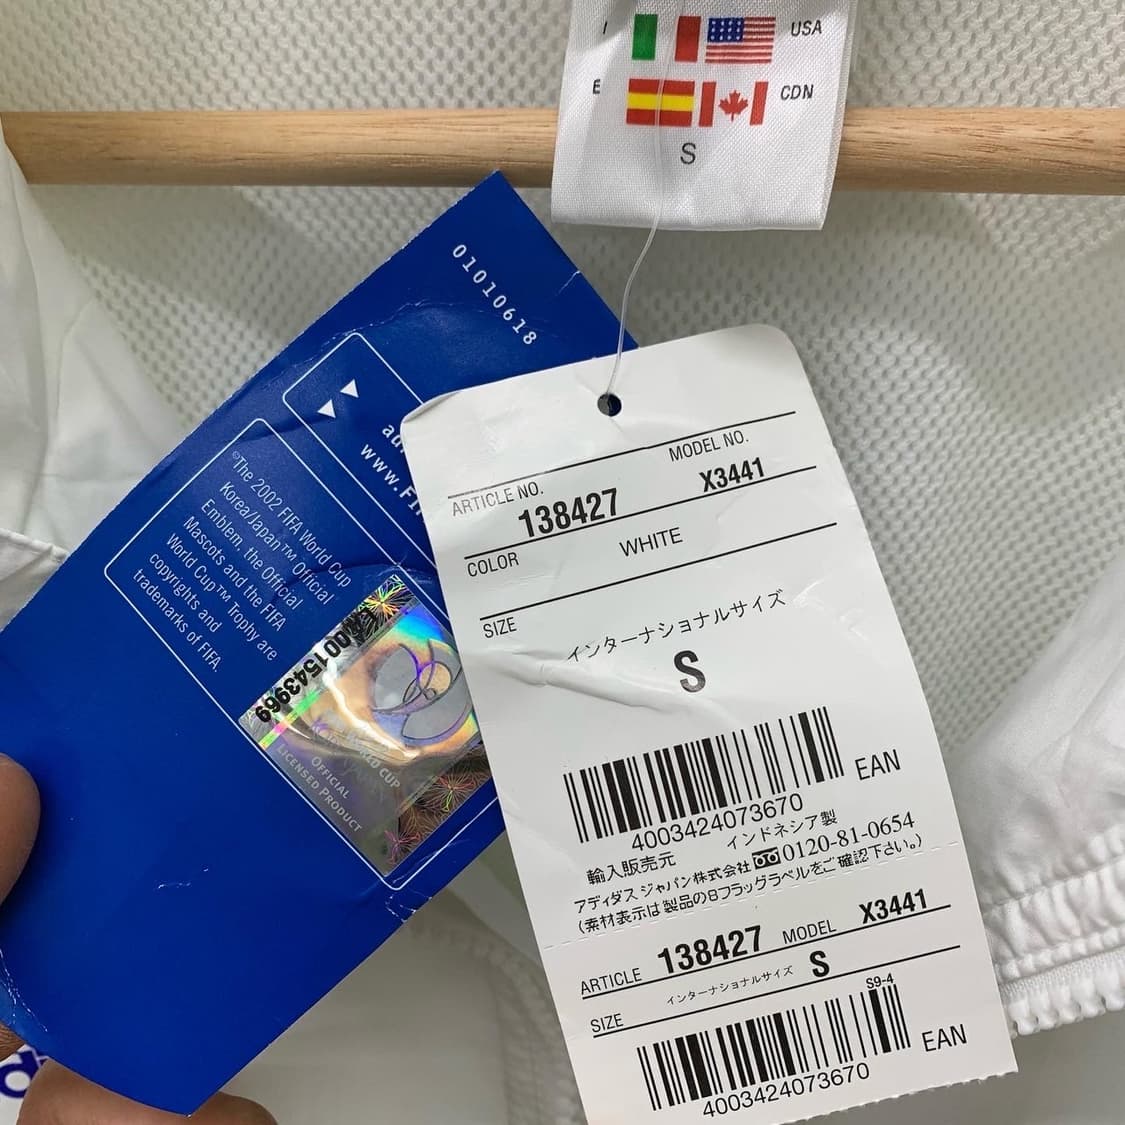 I USA
E CDN
S
01010618
©The 2002 FIFA World Cup
Korea/Japan™ Official
Emblem, the Official
Mascots and the FIFA
World Cup™ Trophy are
copyrights and
trademarks of FIFA.
WORLD CUP
OFFICIAL
LICENSED PRODUCT
MODEL NO.
ARTICLE NO.
138427 X3441
COLOR WHITE
SIZE インターナショナルサイズ
S
EAN
4003424073670
インドネシア製
輸入販売元
アディダス ジャパン株式会社 0120-81-0654
(素材表示は製品の8フラッグラベルをご確認下さい。)
ARTICLE 138427 MODEL X3441
インターナショナルサイズ S
SIZE
S9-4
EAN
4003424073670